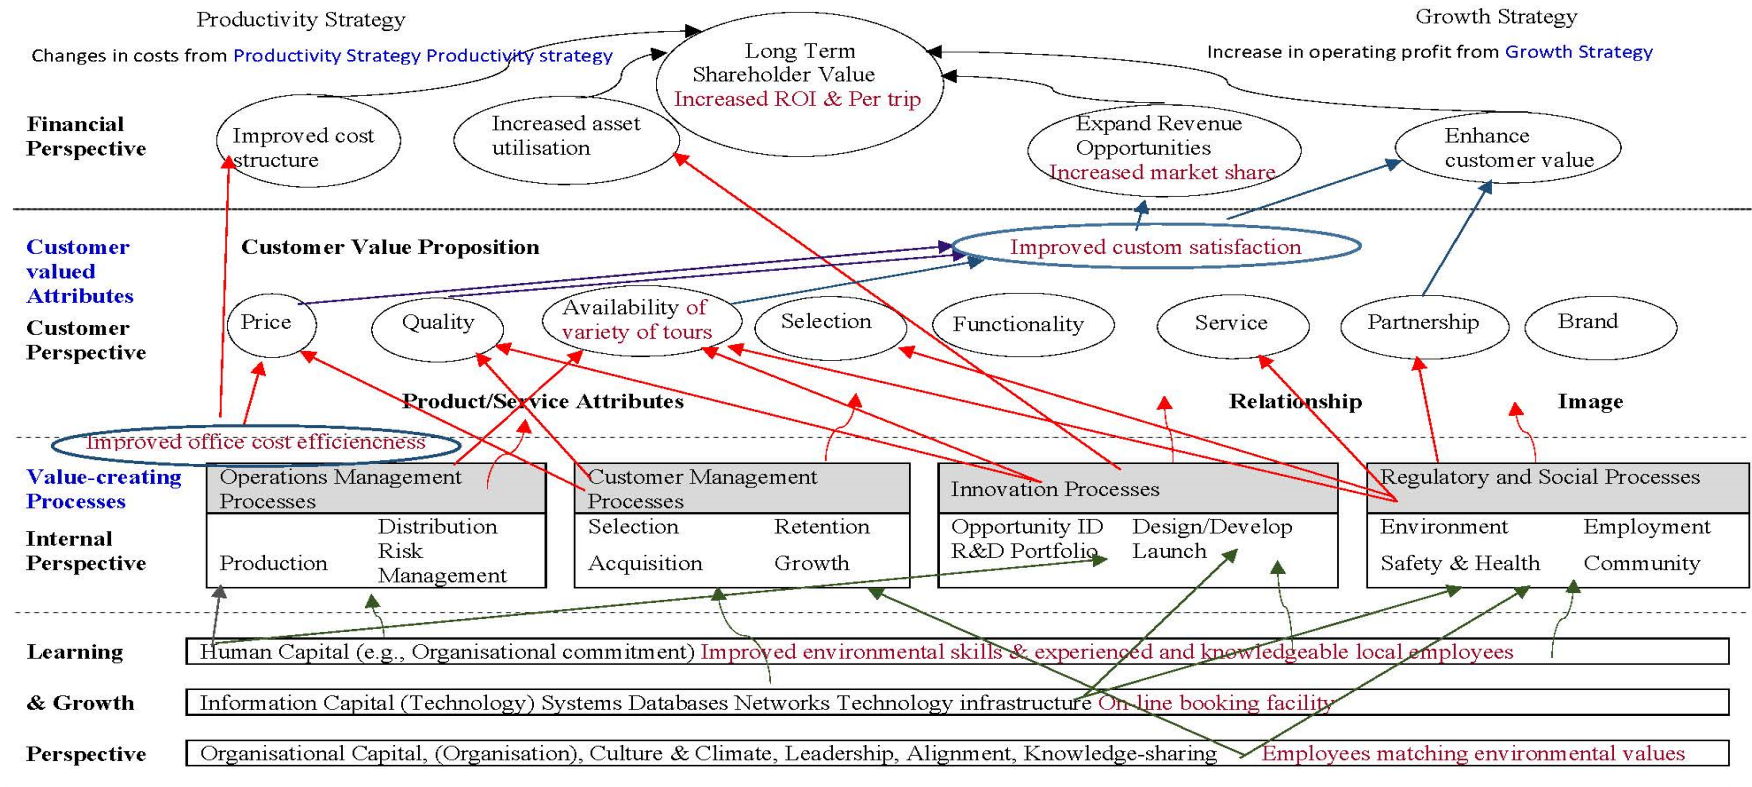 Productivity Strategy
Growth Strategy
Changes in costs from Productivity Strategy Productivity strategy
Increase in operating profit from Growth Strategy
Long Term
Shareholder Value
Increased ROI & Per trip
Financial
Perspective
Improved cost
structure
Increased asset
utilisation
Expand Revenue
Opportunities
Increased market share
Enhance
customer value
Customer
valued
Attributes
Customer Value Proposition
Improved custom satisfaction
Customer
Perspective
Price
Quality
Availability of
variety of tours
Selection
Functionality
Service
Partnership
Brand
Product/Service Attributes
Relationship
Image
Improved office cost efficiencness
Value-creating
Processes
Operations Management
Processes
Customer Management
Processes
Innovation Processes
Regulatory and Social Processes
Internal
Perspective
Production
Distribution
Risk
Management
Selection
Acquisition
Retention
Growth
Opportunity ID
R&D Portfolio
Design/Develop
Launch
Environment
Safety & Health
Employment
Community
Learning
Human Capital (e.g., Organisational commitment) Improved environmental skills & experienced and knowledgeable local employees
& Growth
Information Capital (Technology) Systems Databases Networks Technology infrastructure On-line booking facility
Perspective
Organisational Capital, (Organisation), Culture & Climate, Leadership, Alignment, Knowledge-sharing Employees matching environmental values